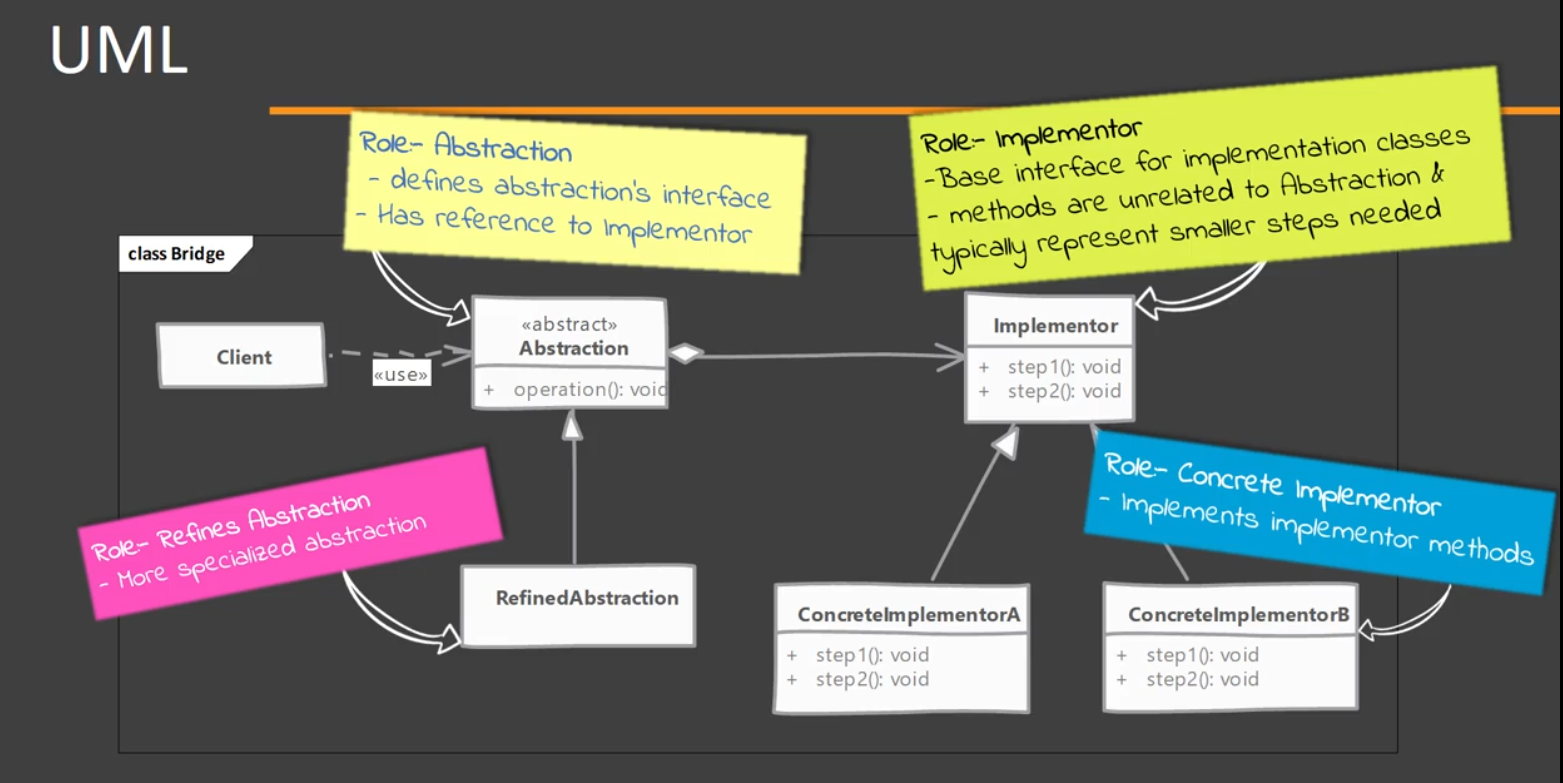 UML
Role:- Abstraction
- defines abstraction's interface
- Has reference to Implementor
Role:- Implementor
-Base interface for implementation classes
- methods are unrelated to Abstraction &
typically represent smaller steps needed
class Bridge
Client
«use»
«abstract»
Abstraction
+ operation(): void
Implementor
+ step1(): void
+ step2(): void
Role:- Refines Abstraction
- More specialized abstraction
Role:- Concrete Implementor
- Implements implementor methods
RefinedAbstraction
ConcreteImplementorA
+ step1(): void
+ step2(): void
ConcreteImplementorB
+ step1(): void
+ step2(): void